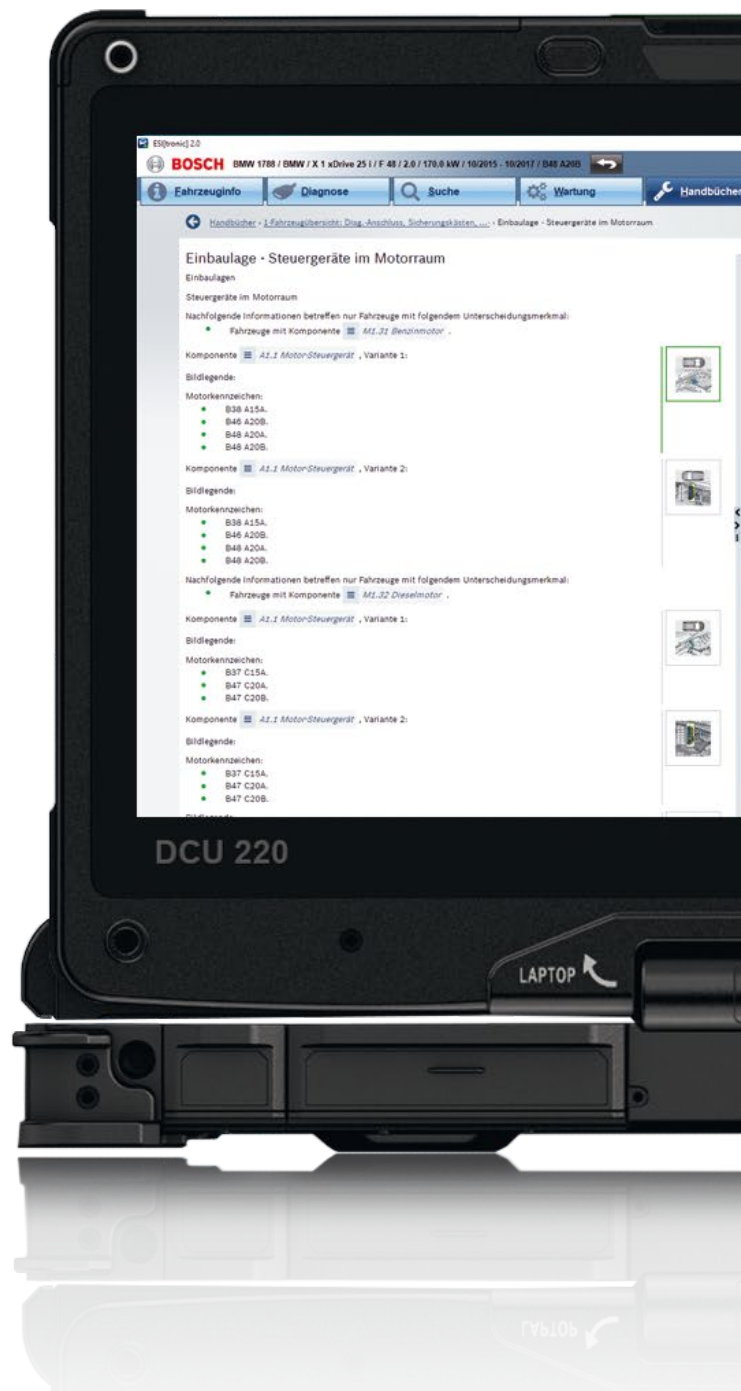 ESI[tronic] 2.0
BOSCH BMW 1788 / BMW / X 1 xDrive 25 i / F 48 / 2.0 / 170.0 kW / 10/2015 - 10/2017 / B48 A20B
Fahrzeuginfo Diagnose Suche Wartung Handbücher
Handbücher › 1-Fahrzeugübersicht: Diag.-Anschluss, Sicherungskästen, ...: › Einbaulage - Steuergeräte im Motorraum
Einbaulage - Steuergeräte im Motorraum
Einbaulagen
Steuergeräte im Motorraum
Nachfolgende Informationen betreffen nur Fahrzeuge mit folgendem Unterscheidungsmerkmal:
• Fahrzeuge mit Komponente M1.31 Benzinmotor .
Komponente A1.1 Motor-Steuergerät , Variante 1:
Bildlegende:
Motorkennzeichen:
• B38 A15A.
• B46 A20B.
• B48 A20A.
• B48 A20B.
Komponente A1.1 Motor-Steuergerät , Variante 2:
Bildlegende:
Motorkennzeichen:
• B38 A15A.
• B46 A20B.
• B48 A20A.
• B48 A20B.
Nachfolgende Informationen betreffen nur Fahrzeuge mit folgendem Unterscheidungsmerkmal:
• Fahrzeuge mit Komponente M1.32 Dieselmotor .
Komponente A1.1 Motor-Steuergerät , Variante 1:
Bildlegende:
Motorkennzeichen:
• B37 C15A.
• B47 C20A.
• B47 C20B.
Komponente A1.1 Motor-Steuergerät , Variante 2:
Bildlegende:
Motorkennzeichen:
• B37 C15A.
• B47 C20A.
• B47 C20B.
Bildlegende:
DCU 220
LAPTOP
LAPTOP